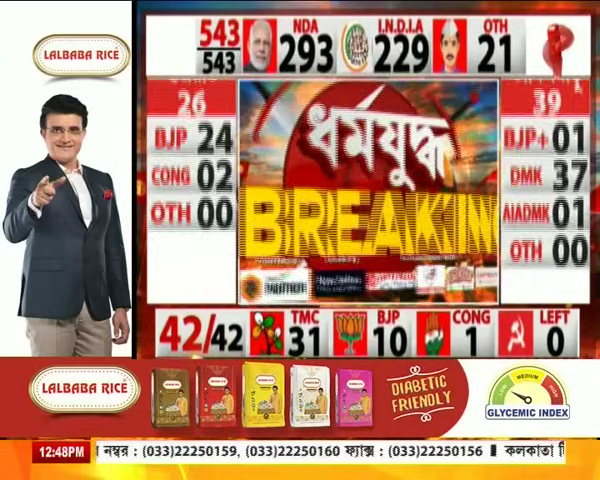 LALBABA RICE
543
543
NDA
293
I.N.D.I.A
229
OTH
21
26
BJP 24
CONG 02
OTH 00
ধর্মযুদ্ধ
BREAKIN
39
BJP+ 01
DMK 37
AIADMK 01
OTH 00
42/42
TMC
31
BJP
10
CONG
1
LEFT
0
LALBABA RICE
DIABETIC
FRIENDLY
LOW
MEDIUM
HIGH
GLYCEMIC INDEX
12:48PM
নম্বর : (033)22250159, (033)22250160 ফ্যাক্স : (033)22250156 কলকাতা